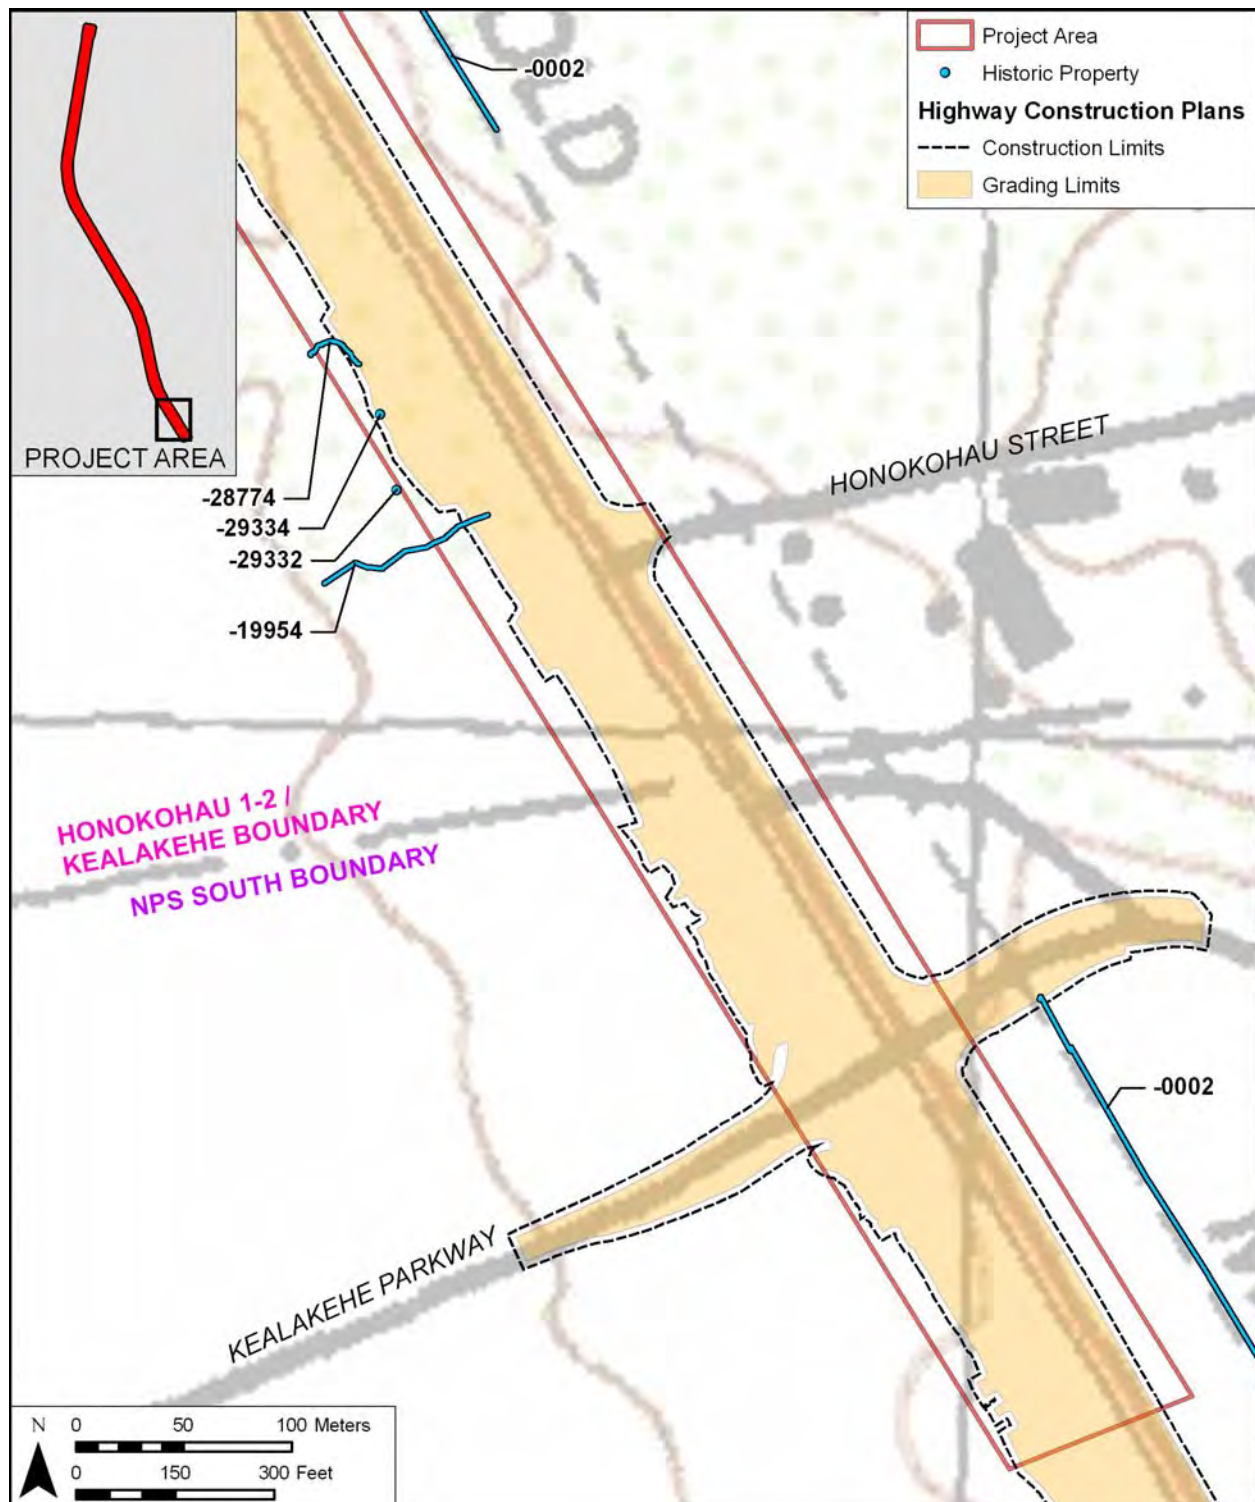 -0002
OLD
Project Area
Historic Property
Highway Construction Plans
Construction Limits
Grading Limits
PROJECT AREA
-28774
-29334
-29332
-19954
HONOKOHAU STREET
HONOKOHAU 1-2 /
KEALAKEHE BOUNDARY
NPS SOUTH BOUNDARY
-0002
KEALAKEHE PARKWAY
N 0 50 100 Meters
0 150 300 Feet